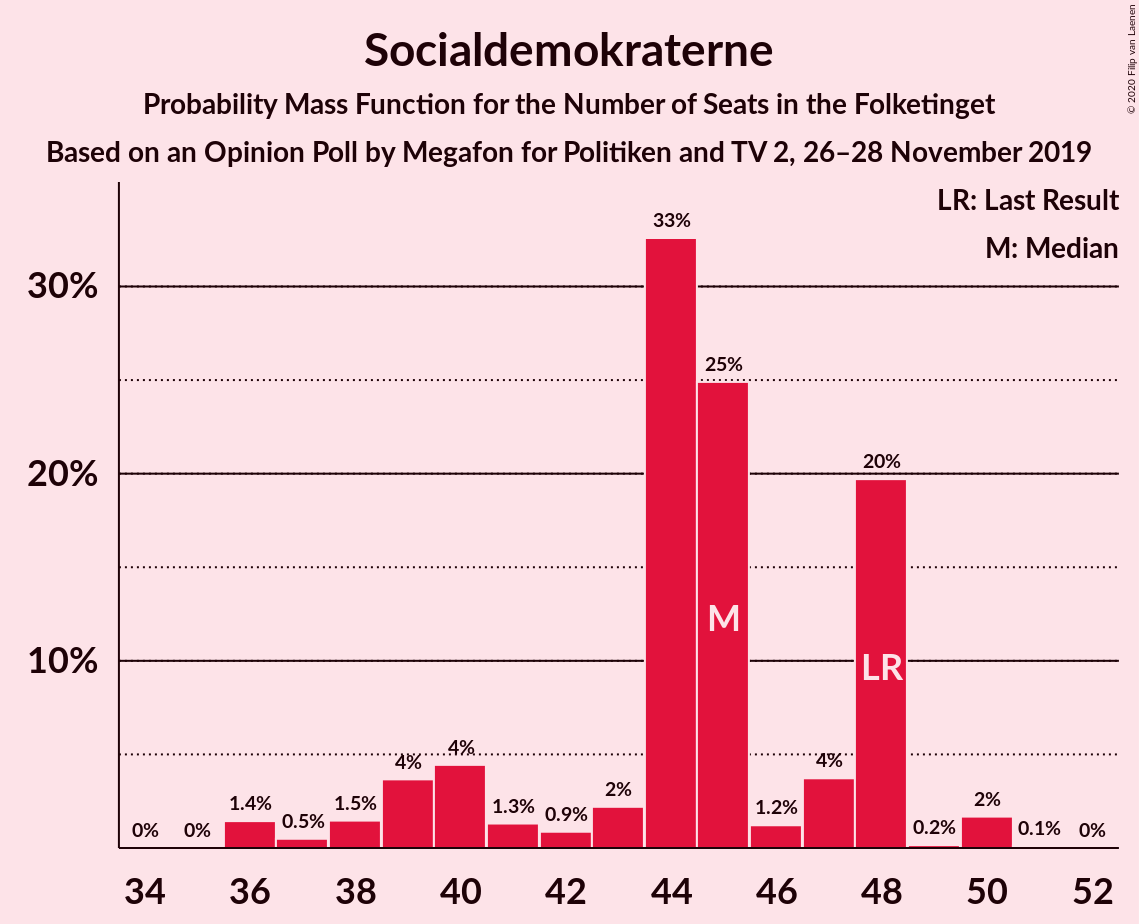 Socialdemokraterne
Probability Mass Function for the Number of Seats in the Folketinget
Based on an Opinion Poll by Megafon for Politiken and TV 2, 26–28 November 2019
© 2020 Filip van Laenen
LR: Last Result
M: Median
30%
20%
10%
0%
0%
1.4%
0.5%
1.5%
4%
4%
1.3%
0.9%
2%
33%
25%
1.2%
4%
20%
0.2%
2%
0.1%
0%
M
LR
34 36 38 40 42 44 46 48 50 52